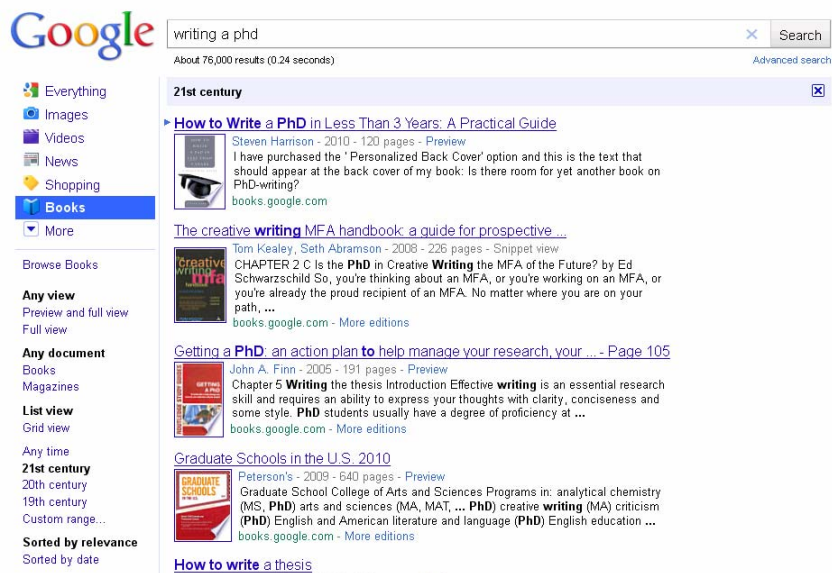 Google
writing a phd
Search
About 76,000 results (0.24 seconds)
Advanced search
Everything
Images
Videos
News
Shopping
Books
More
Browse Books
Any view
Preview and full view
Full view
Any document
Books
Magazines
List view
Grid view
Any time
21st century
20th century
19th century
Custom range...
Sorted by relevance
Sorted by date
21st century
How to Write a PhD in Less Than 3 Years: A Practical Guide
Steven Harrison - 2010 - 120 pages - Preview
I have purchased the ' Personalized Back Cover' option and this is the text that
should appear at the back cover of my book: Is there room for yet another book on
PhD-writing?
books.google.com
The creative writing MFA handbook: a guide for prospective ...
Tom Kealey, Seth Abramson - 2008 - 226 pages - Snippet view
creative
writing
mfa
CHAPTER 2 C Is the PhD in Creative Writing the MFA of the Future? by Ed
Schwarzschild So, you're thinking about an MFA, or you're working on an MFA, or
you're already the proud recipient of an MFA. No matter where you are on your
path, ...
books.google.com - More editions
Getting a PhD: an action plan to help manage your research, your ... - Page 105
John A. Finn - 2005 - 191 pages - Preview
GETTING
A PHD
Chapter 5 Writing the thesis Introduction Effective writing is an essential research
skill and requires an ability to express your thoughts with clarity, conciseness and
some style. PhD students usually have a degree of proficiency at ...
books.google.com - More editions
Graduate Schools in the U.S. 2010
Peterson's - 2009 - 640 pages - Preview
GRADUATE
SCHOOLS
Graduate School College of Arts and Sciences Programs in: analytical chemistry
(MS, PhD) arts and sciences (MA, MAT, ... PhD) creative writing (MA) criticism
(PhD) English and American literature and language (PhD) English education ...
books.google.com - More editions
How to write a thesis